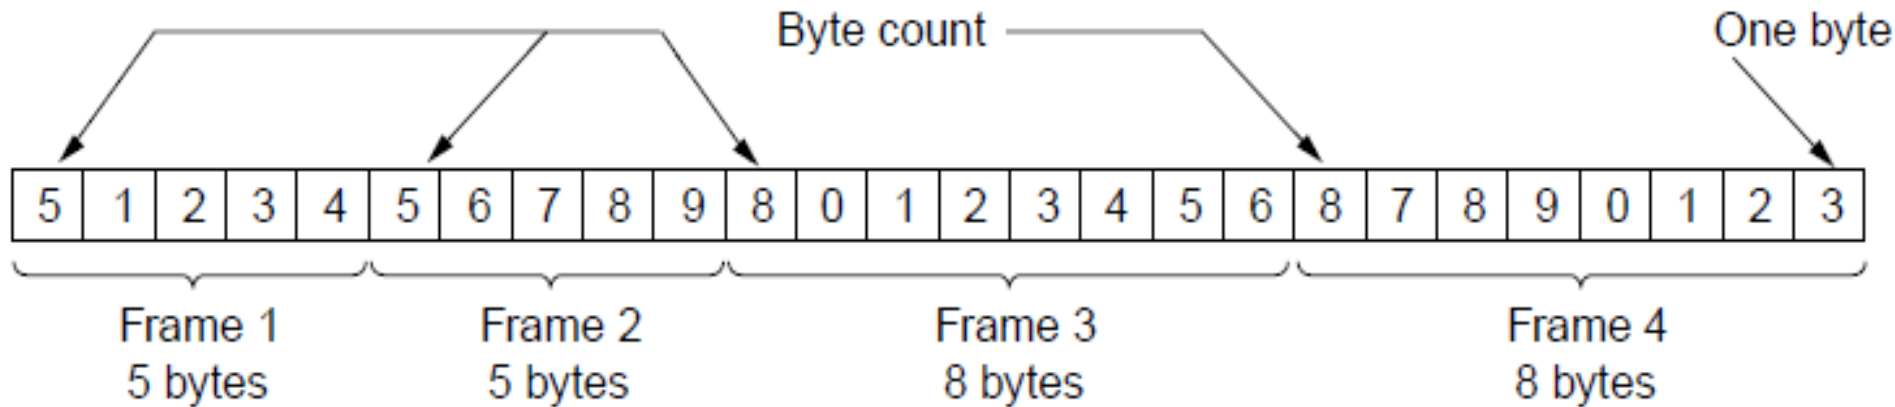 Byte count One byte
5 1 2 3 4 5 6 7 8 9 8 0 1 2 3 4 5 6 8 7 8 9 0 1 2 3
Frame 1 Frame 2 Frame 3 Frame 4
5 bytes 5 bytes 8 bytes 8 bytes